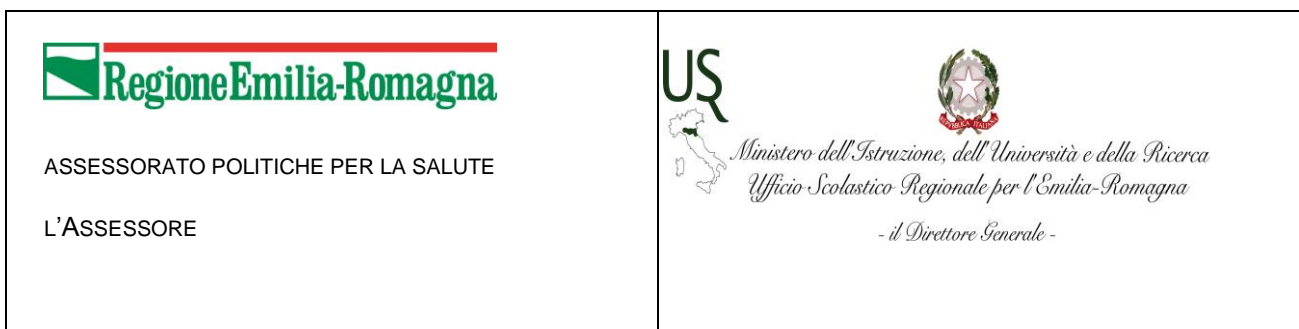 RegioneEmilia-Romagna
ASSESSORATO POLITICHE PER LA SALUTE
L'ASSESSORE
USR
Ministero dell'Istruzione, dell'Università e della Ricerca
Ufficio Scolastico Regionale per l'Emilia-Romagna
- il Direttore Generale -